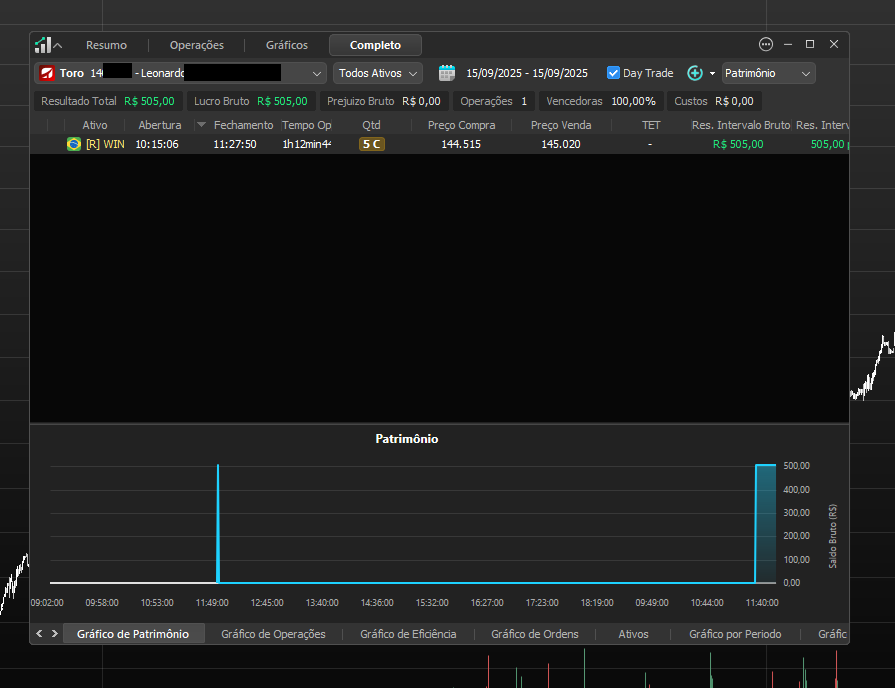 Resumo Operações Gráficos Completo
Toro 14 - Leonardo Todos Ativos 15/09/2025 - 15/09/2025 Day Trade Patrimônio
Resultado Total R$ 505,00 Lucro Bruto R$ 505,00 Prejuízo Bruto R$ 0,00 Operações 1 Vencedoras 100,00% Custos R$ 0,00
Ativo Abertura Fechamento Tempo Op Qtd Preço Compra Preço Venda TET Res. Intervalo Bruto Res. Interv
[R] WIN 10:15:06 11:27:50 1h12min44 5 C 144.515 145.020 - R$ 505,00 505,00 p
Patrimônio
500,00
400,00
300,00
200,00
100,00
0,00
Saldo Bruto (R$)
09:02:00 09:58:00 10:53:00 11:49:00 12:45:00 13:40:00 14:36:00 15:32:00 16:27:00 17:23:00 18:19:00 09:49:00 10:44:00 11:40:00
Gráfico de Patrimônio Gráfico de Operações Gráfico de Eficiência Gráfico de Ordens Ativos Gráfico por Periodo Gráfic